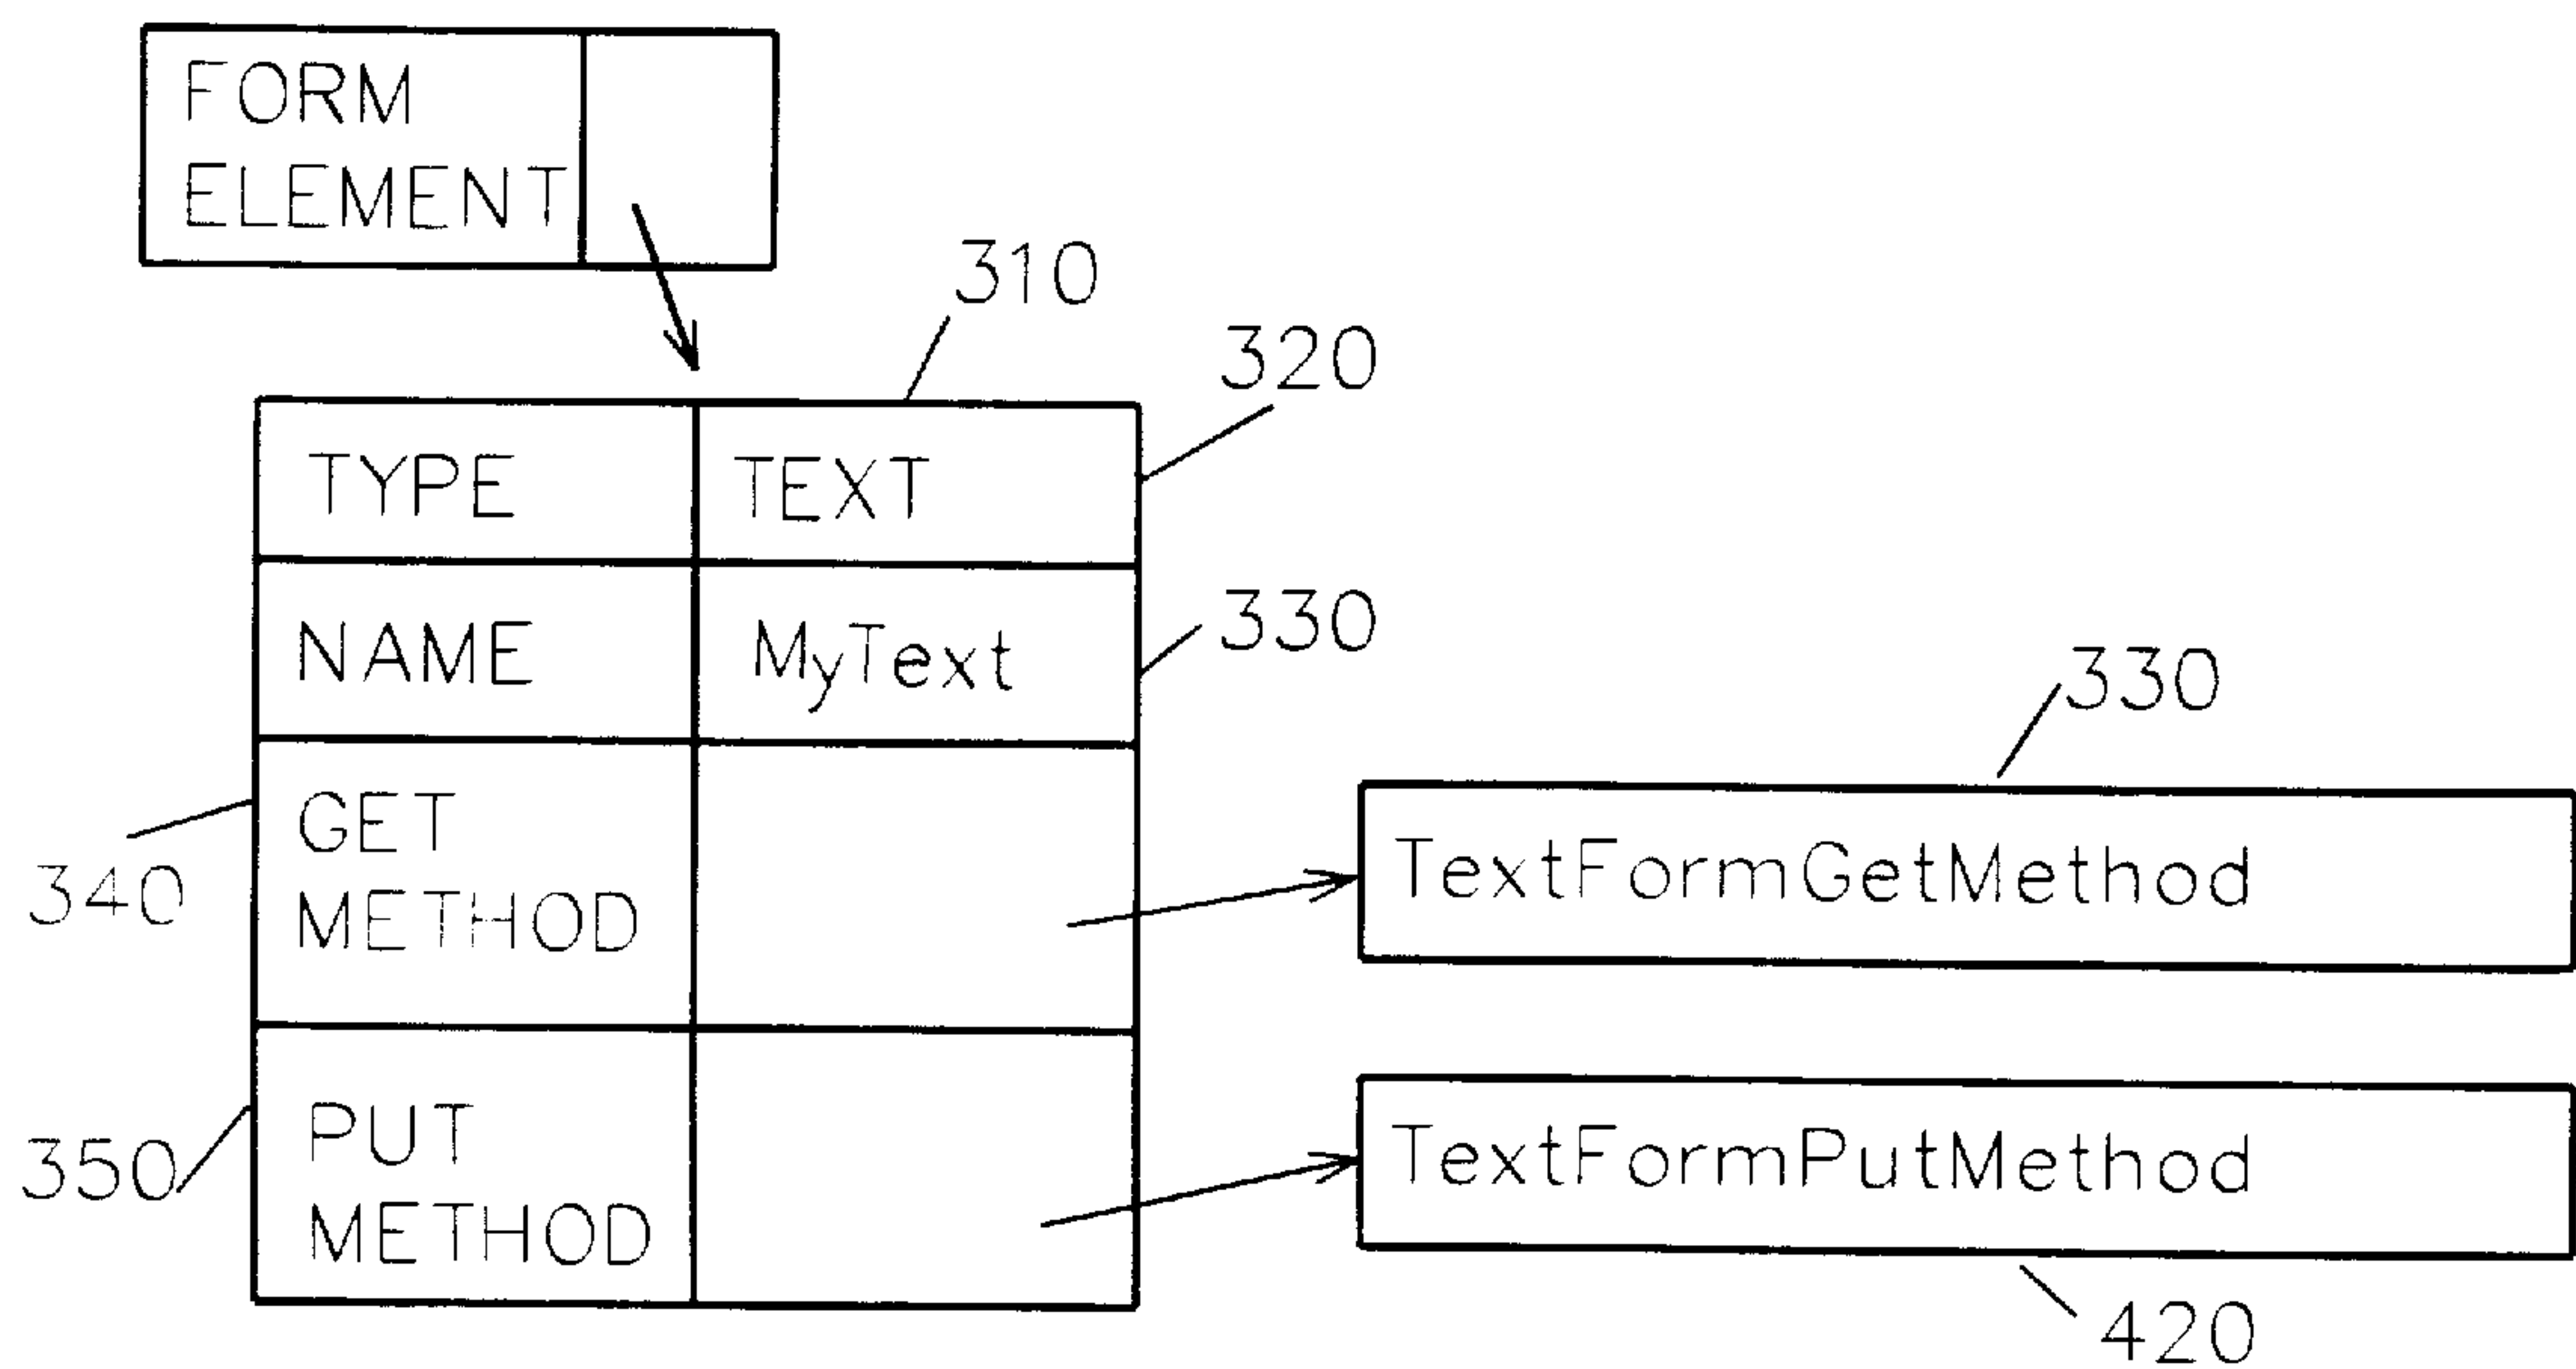 FORM
ELEMENT
310
320
TYPE TEXT
NAME MyText
330
330
GET
METHOD
340
TextFormGetMethod
PUT
METHOD
350
TextFormPutMethod
420